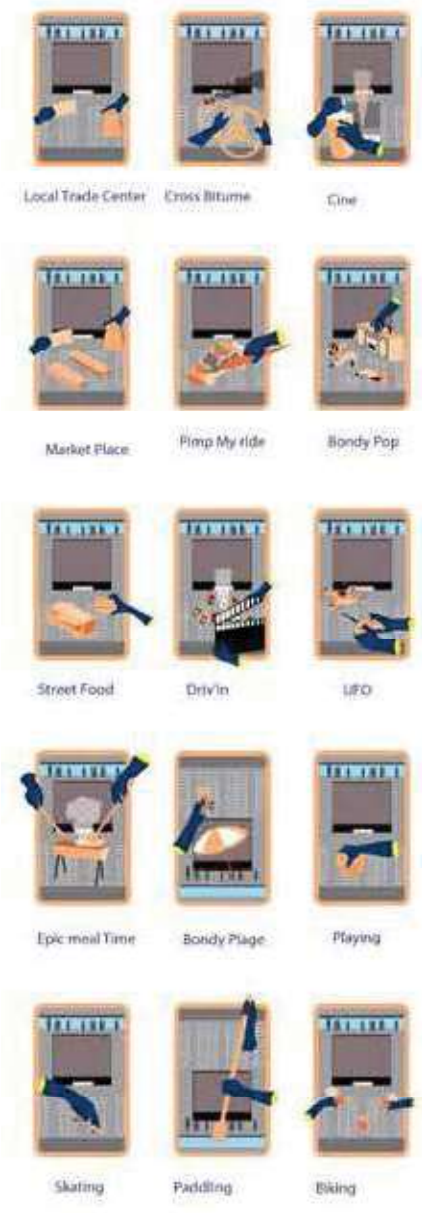 Local Trade Center
Cross Bitume
Cine
Market Place
Pimp My ride
Bondy Pop
Street Food
Driv'in
UFO
Epic meal Time
Bondy Plage
Playing
Skating
Paddling
Biking